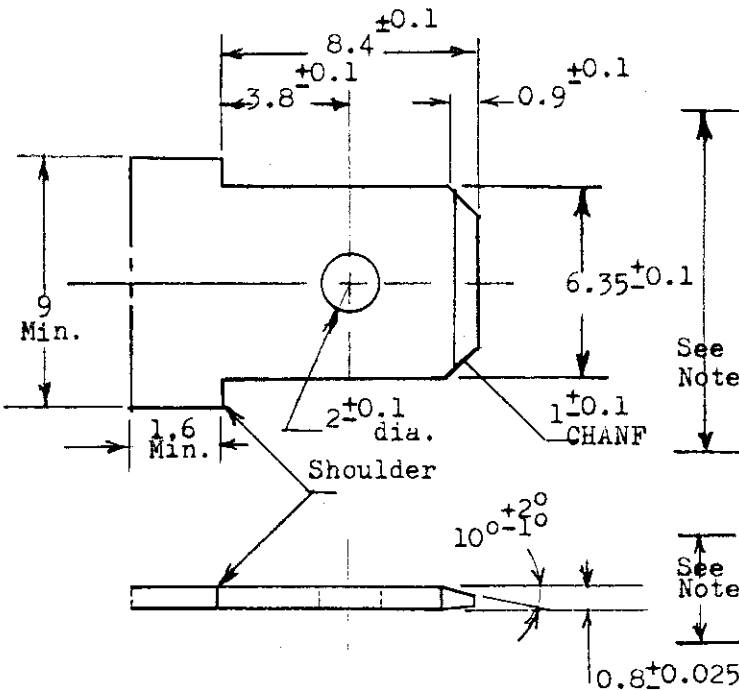 8.4±0.1
3.8±0.1
0.9±0.1
9
Min.
6.35±0.1
See
Note
2±0.1
dia.
1±0.1
CHANF
1.6
Min.
Shoulder
10°+2°-1°
See
Note
0.8±0.025